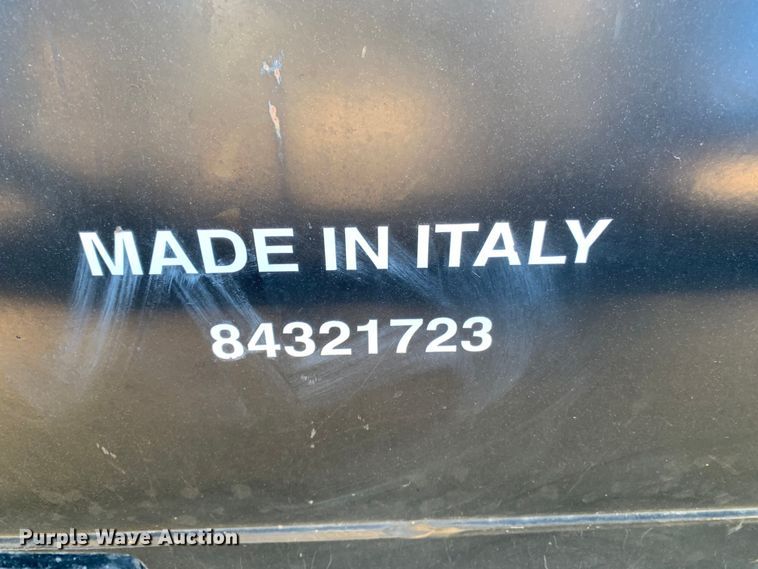 MADE IN ITALY
84321723
Purple Wave Auction